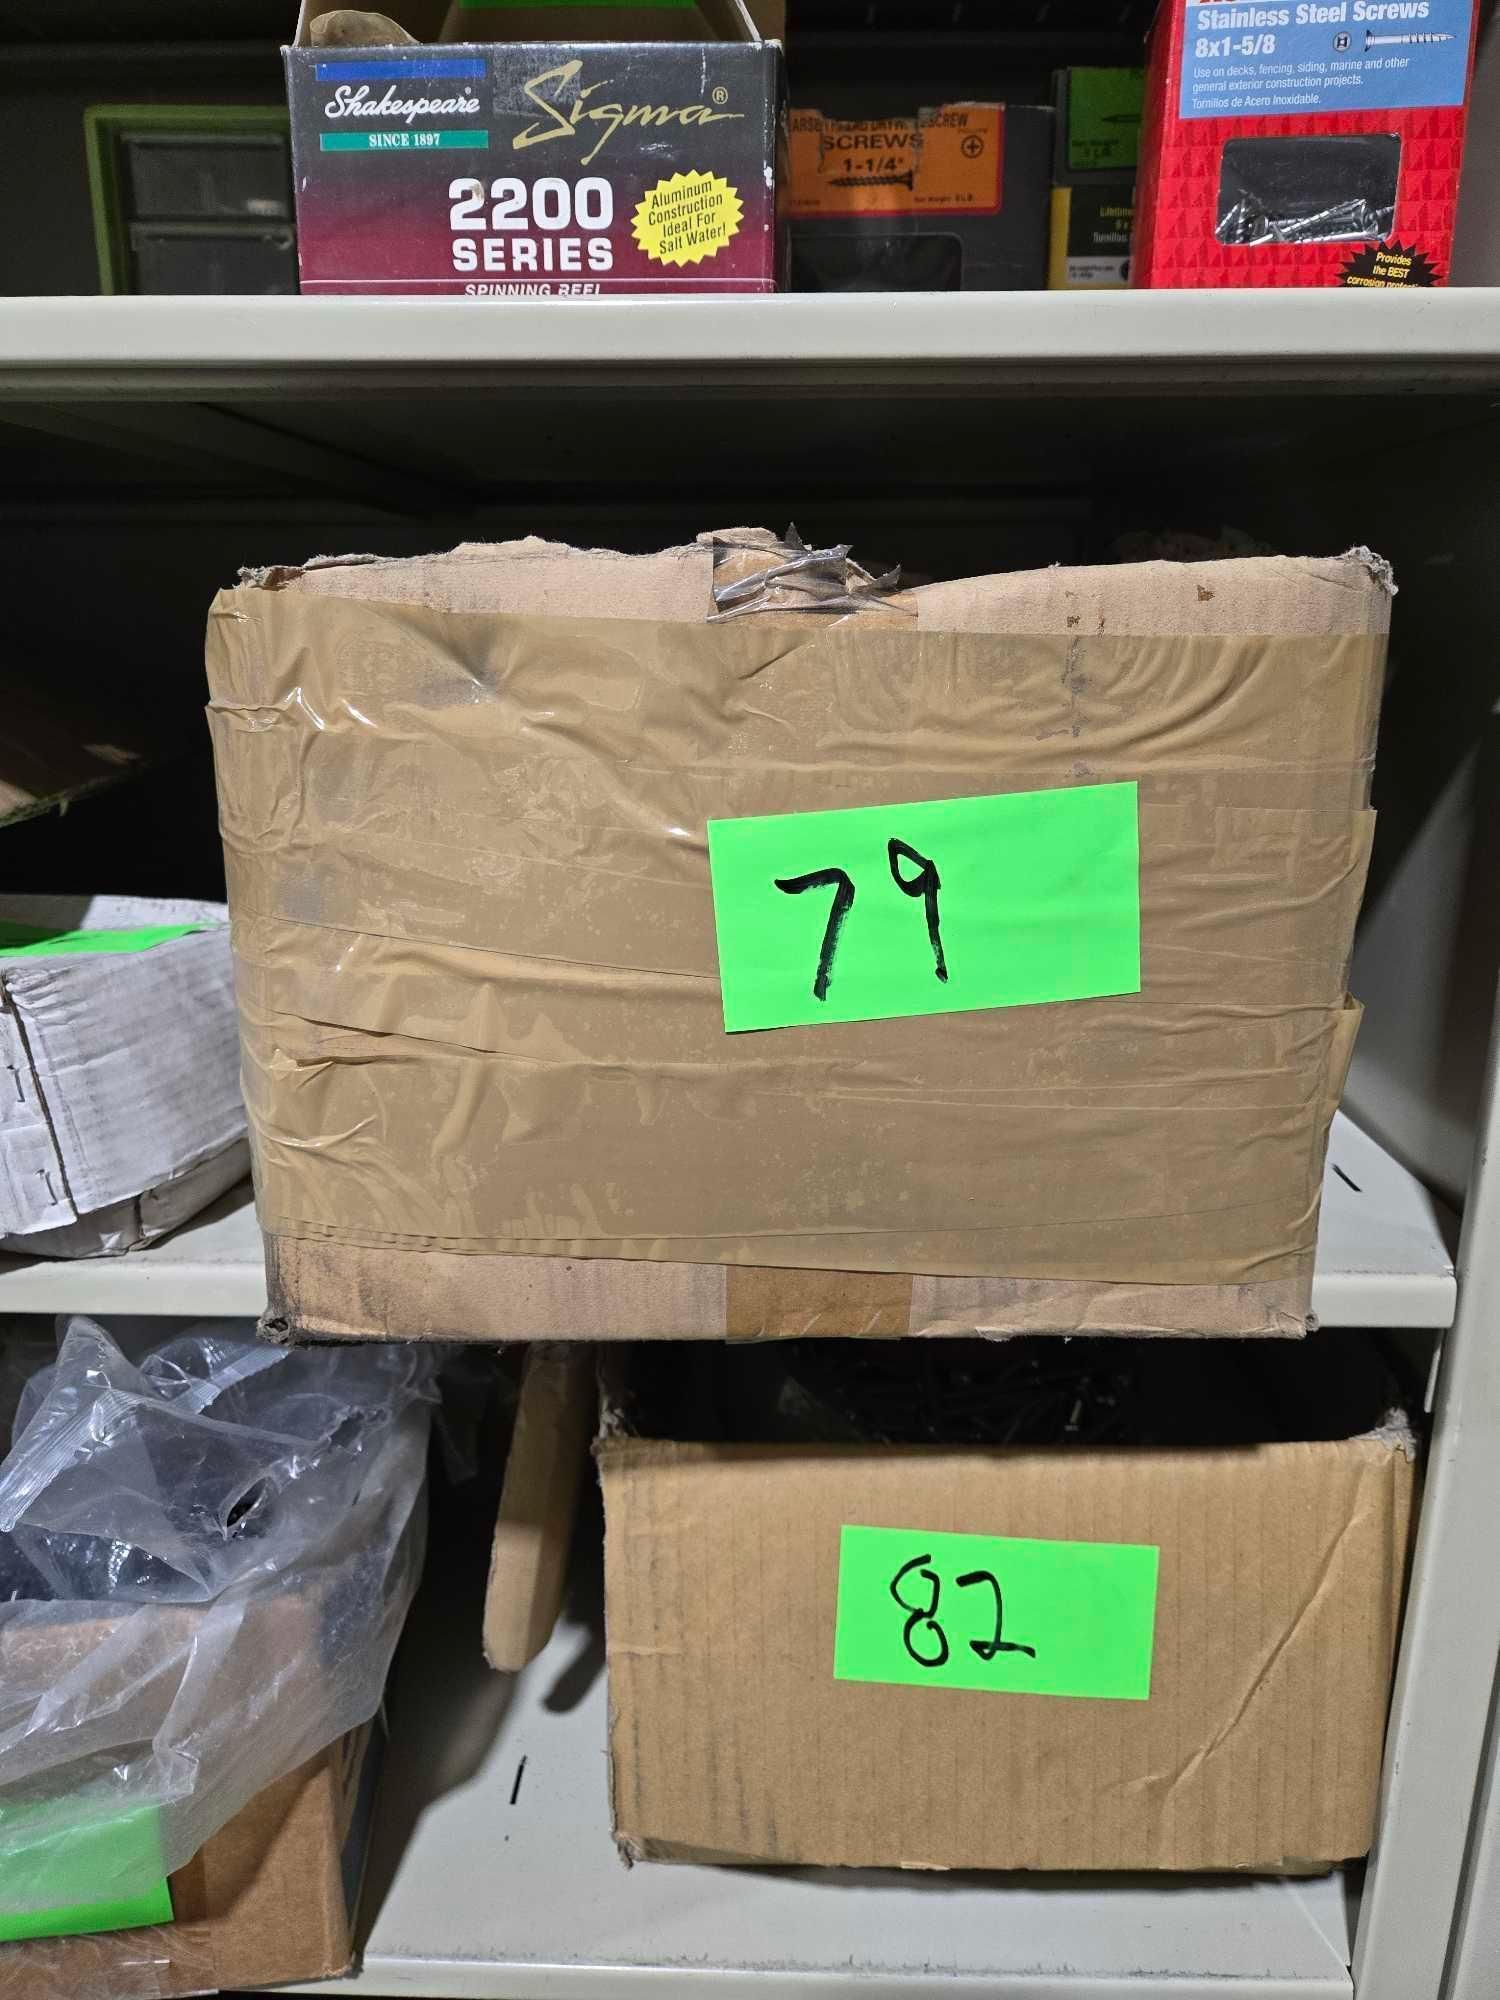 Shakespeare
SINCE 1897
Sigma®
2200
SERIES
SPINNING REEL
Aluminum
Construction
Ideal For
Salt Water!
SCREW
SCREWS
1-1/4"
Stainless Steel Screws
8x1-5/8
Use on decks, fencing, siding, marine and other
general exterior construction projects.
Tornillos de Acero Inoxidable.
Provides
the BEST
corrosion
79
82